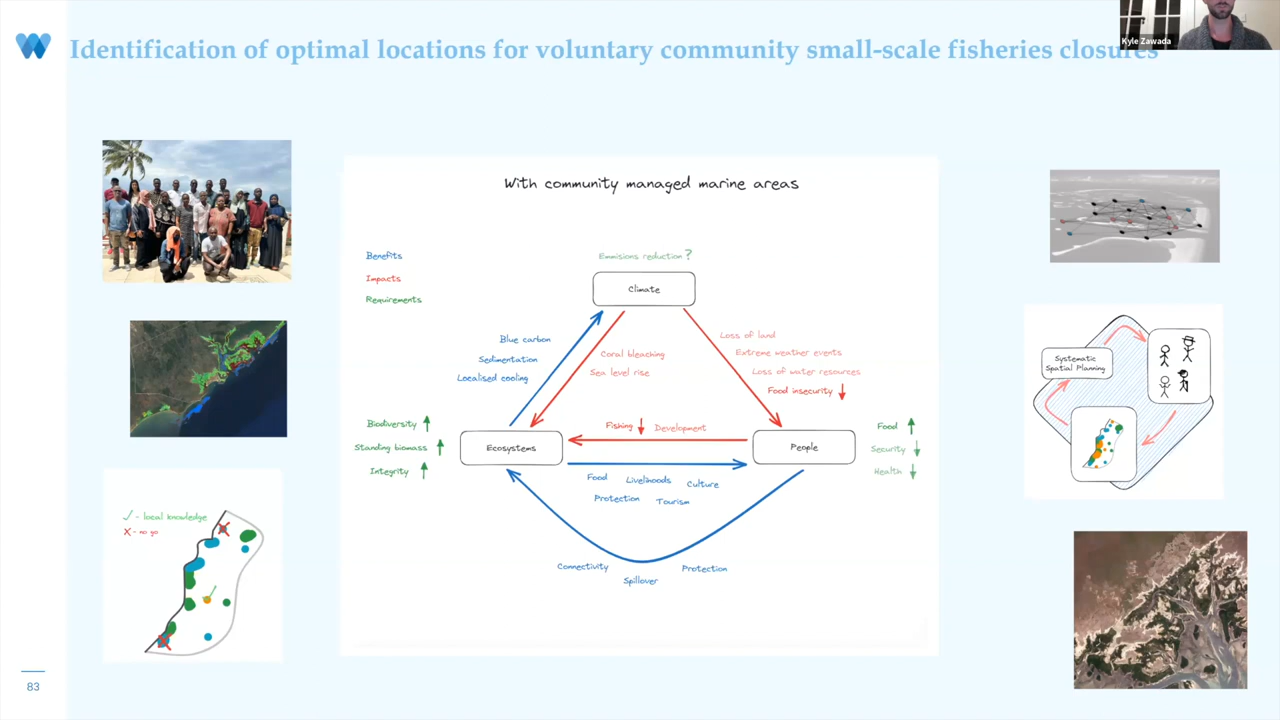 Identification of optimal locations for voluntary community small-scale fisheries closures
Kyle Zawada
With community managed marine areas
Benefits
Impacts
Requirements
Emmisions reduction ?
Climate
Blue carbon
Sedimentation
Localised cooling
Coral bleaching
Sea level rise
Loss of land
Extreme weather events
Loss of water resources
Food insecurity
Biodiversity
Standing biomass
Integrity
Ecosystems
Fishing
Development
People
Food
Security
Health
Food Livelihoods Culture
Protection Tourism
Connectivity
Spillover
Protection
✓ - local knowledge
X - no go
Systematic
Spatial Planning
83